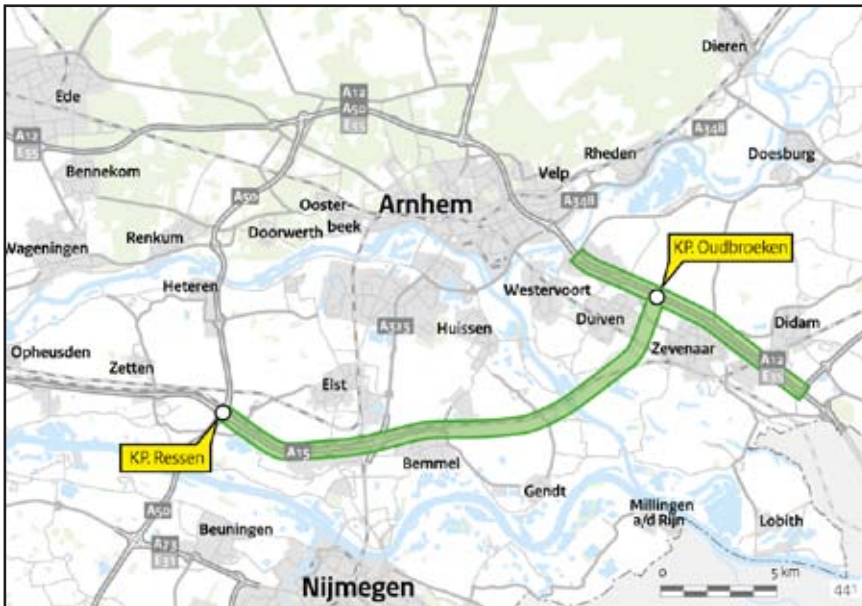 Dieren
Ede
A12
A50
E35
A12
E35
A348
Rheden
Doesburg
Bennekom
Velp
A50
Ooster
beek
Arnhem
A348
Wageningen
Renkum
Doorwerth
KP. Oudbroeken
Heteren
Westervoort
A325
Huissen
Duiven
Didam
Opheusden
Zetten
Elst
Zevenaar
A12
E35
KP. Ressen
A15
Bemmel
Gendt
A50
Beuningen
Millingen
a/d Rijn
Lobith
A73
E31
Nijmegen
0
5 km
441